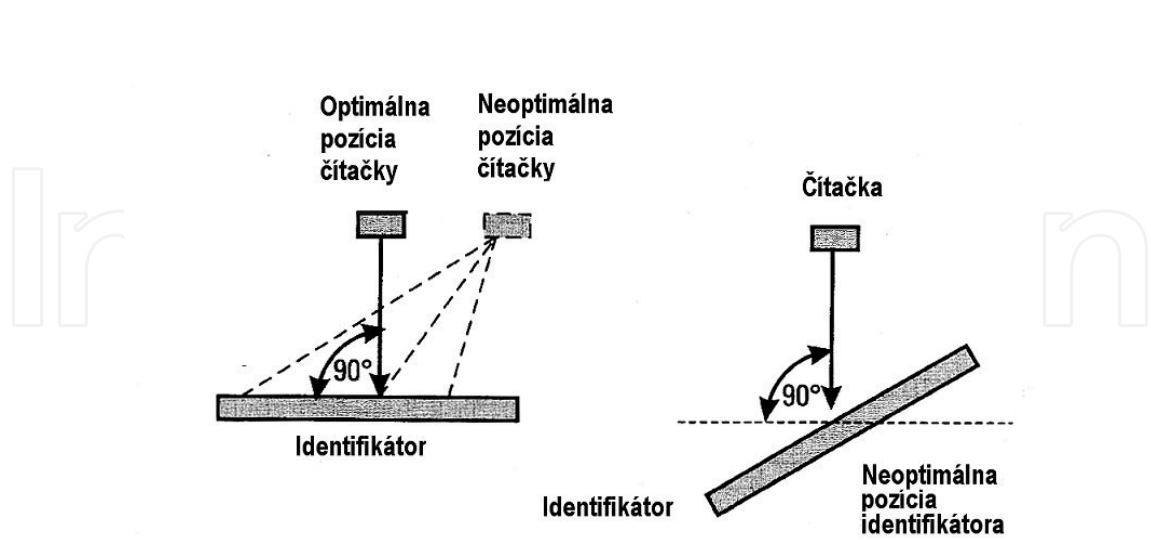 Optimálna
pozícia
čítačky
Neoptimálna
pozícia
čítačky
90°
Identifikátor
Čítačka
90°
Identifikátor
Neoptimálna
pozícia
identifikátora